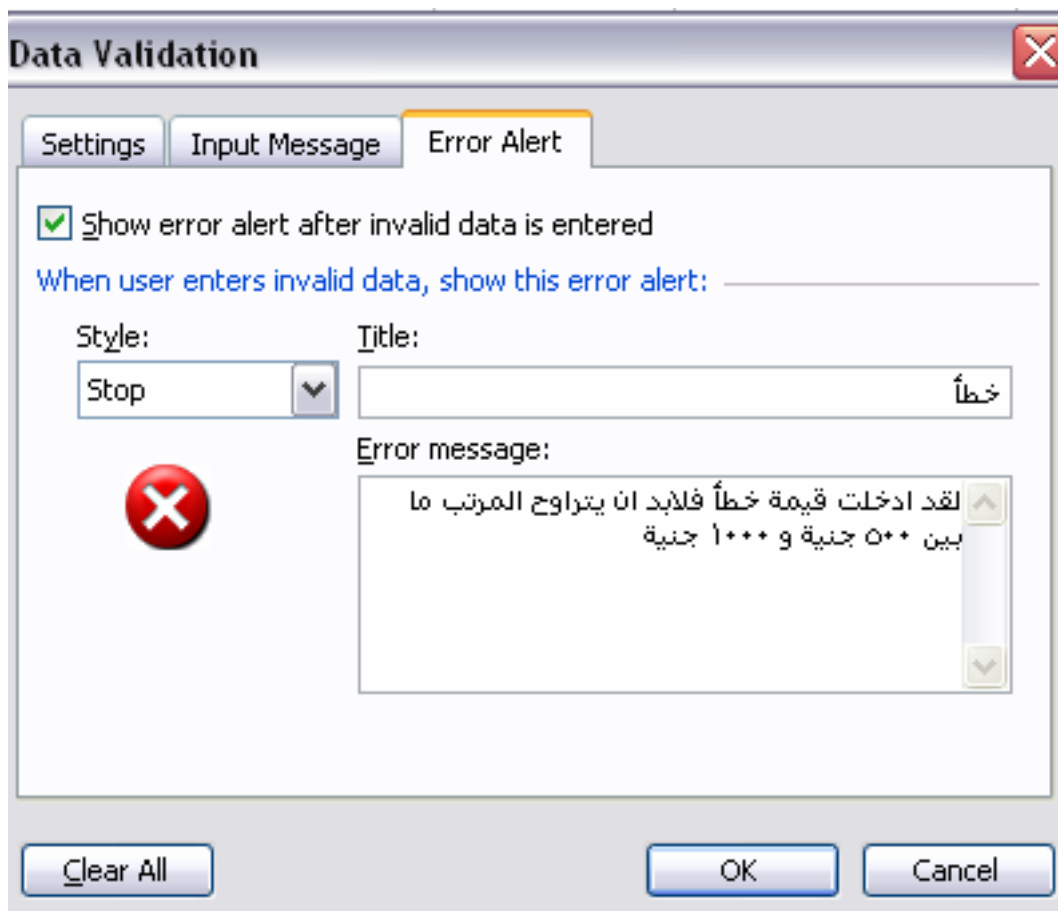 Data Validation
Settings
Input Message
Error Alert
Show error alert after invalid data is entered
When user enters invalid data, show this error alert:
Style:
Title:
Stop
خطأ
Error message:
لقد ادخلت قيمة خطأ فلابد ان يتراوح المرتب ما
بين ٥٠٠ جنية و ١٠٠٠ جنية
Clear All
OK
Cancel